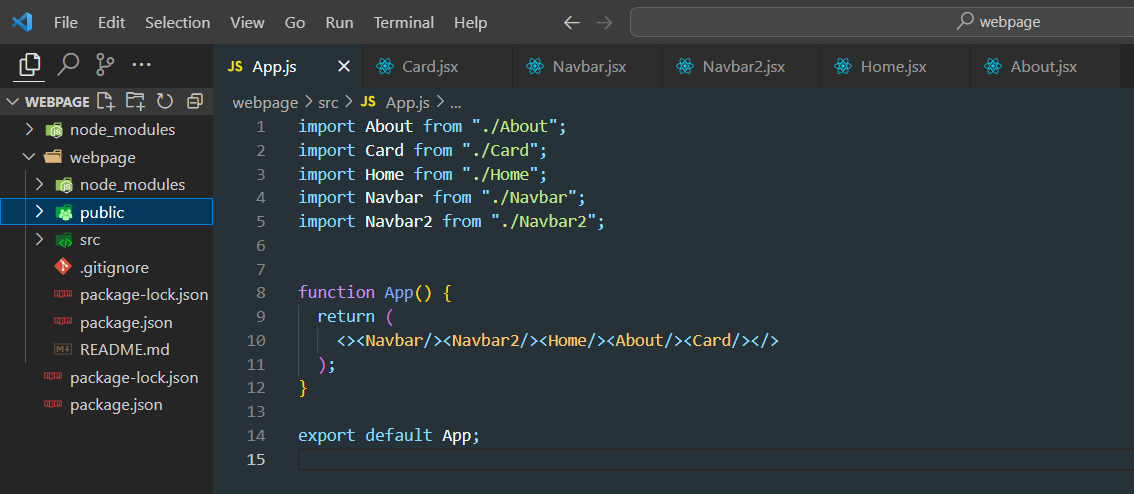 File Edit Selection View Go Run Terminal Help webpage
JS App.js Card.jsx Navbar.jsx Navbar2.jsx Home.jsx About.jsx
WEBPAGE
node_modules
webpage
node_modules
public
src
.gitignore
package-lock.json
package.json
README.md
package-lock.json
package.json
webpage > src > JS App.js > ...
1 import About from "./About";
2 import Card from "./Card";
3 import Home from "./Home";
4 import Navbar from "./Navbar";
5 import Navbar2 from "./Navbar2";
6
7
8 function App() {
9 return (
10 <><Navbar/><Navbar2/><Home/><About/><Card/></>
11 );
12 }
13
14 export default App;
15